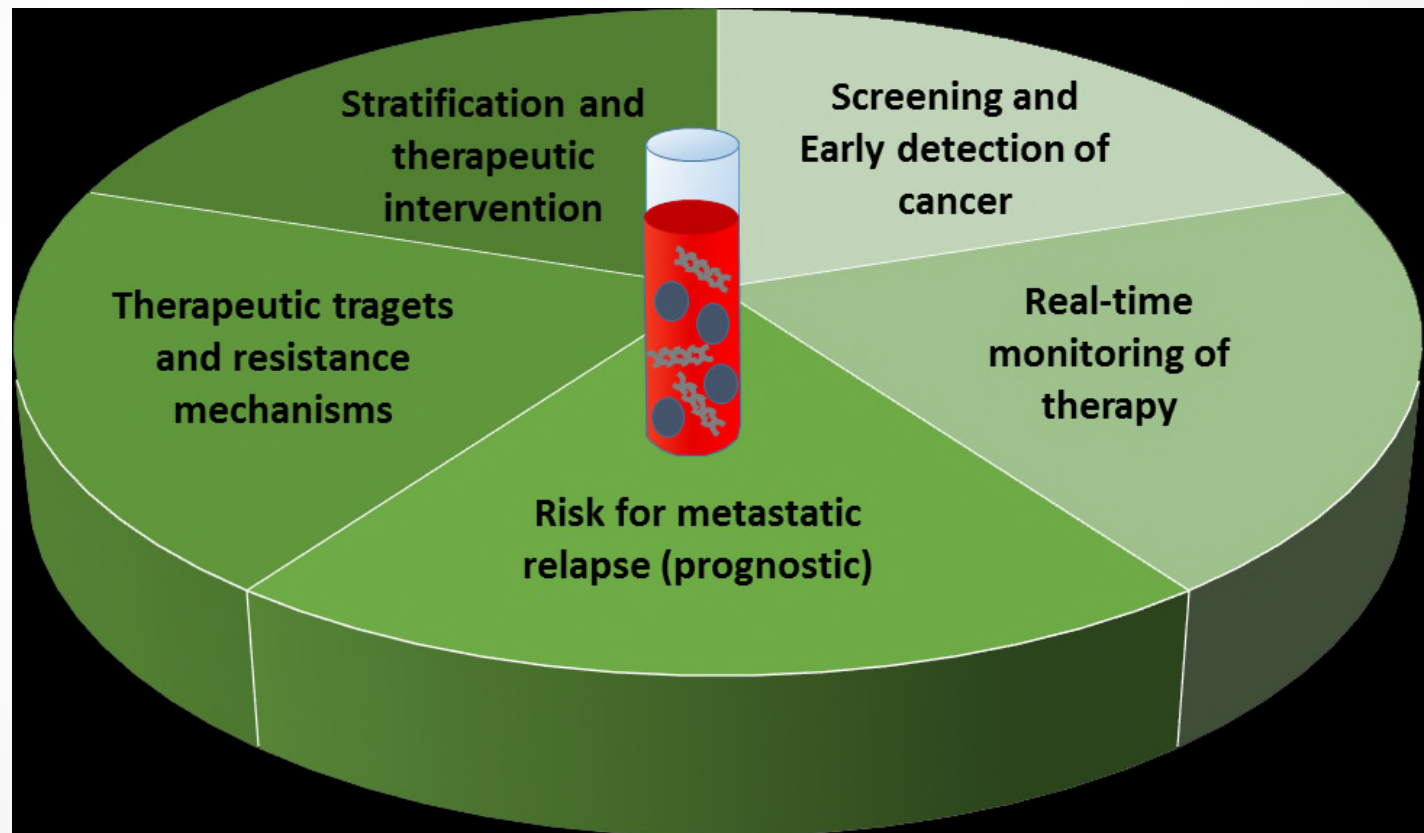 Stratification and
therapeutic
intervention
Screening and
Early detection of
cancer
Therapeutic tragets
and resistance
mechanisms
Real-time
monitoring of
therapy
Risk for metastatic
relapse (prognostic)